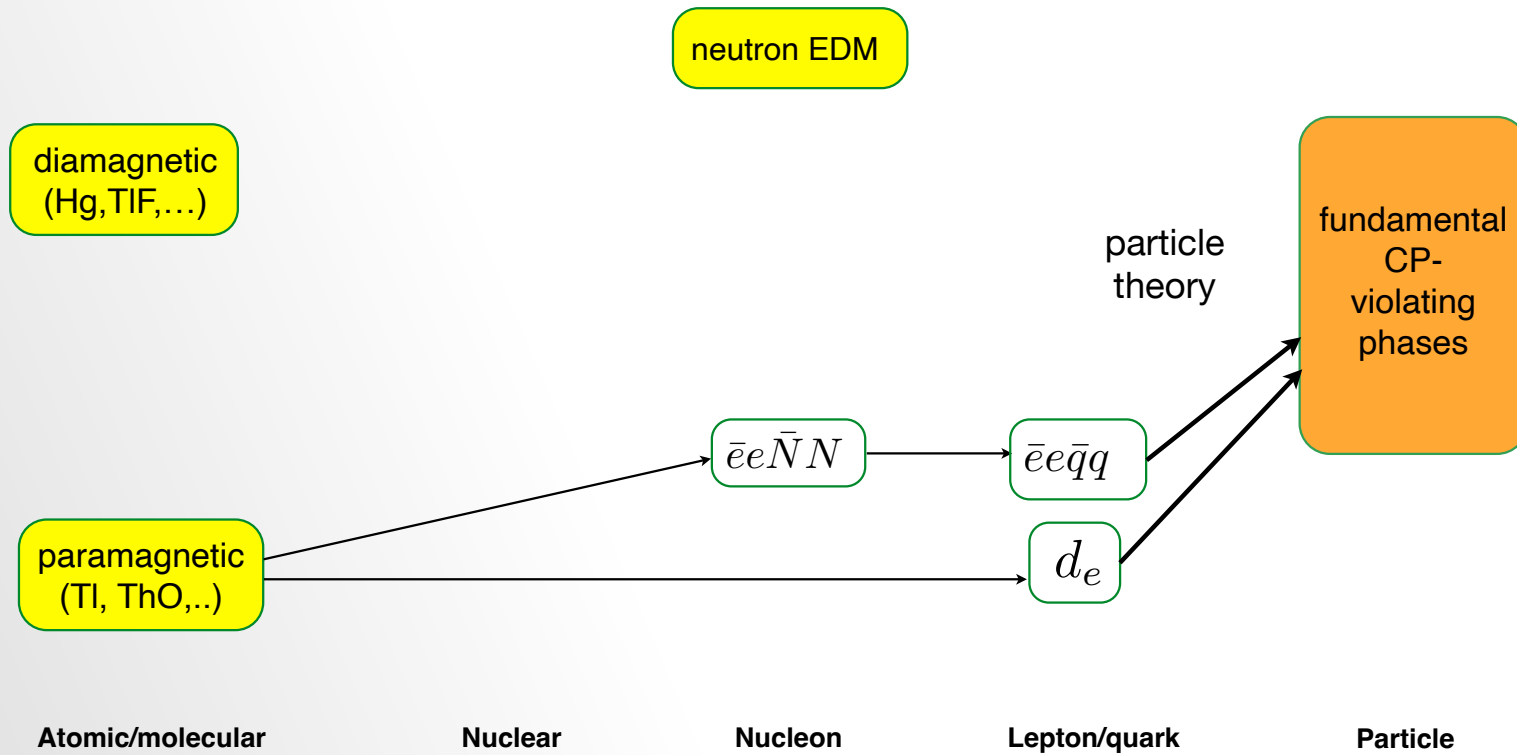 neutron EDM
diamagnetic
(Hg,TlF,…)
particle
theory
fundamental
CP-
violating
phases
ēeN̄N
ēeq̄q
paramagnetic
(Tl, ThO,..)
dₑ
Atomic/molecular
Nuclear
Nucleon
Lepton/quark
Particle